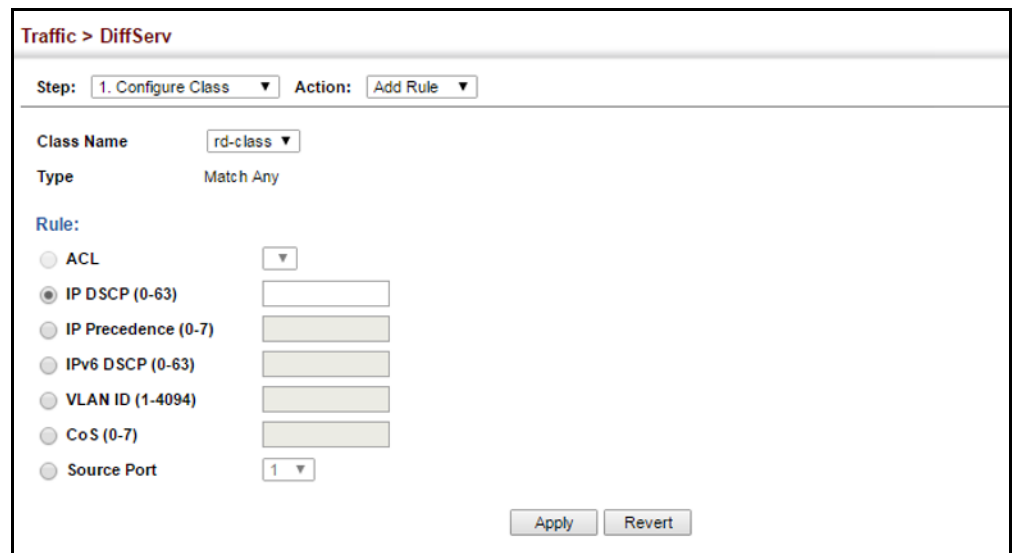 Traffic > DiffServ
Step: 1. Configure Class Action: Add Rule
Class Name rd-class
Type Match Any
Rule:
ACL
IP DSCP (0-63)
IP Precedence (0-7)
IPv6 DSCP (0-63)
VLAN ID (1-4094)
CoS (0-7)
Source Port 1
Apply Revert